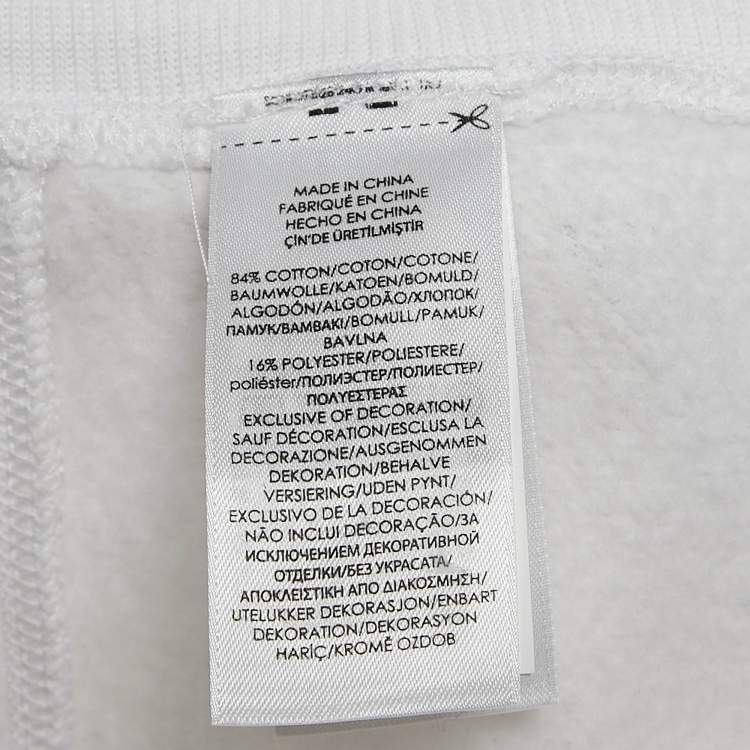 MADE IN CHINA
FABRIQUÉ EN CHINE
HECHO EN CHINA
ÇİN'DE ÜRETİLMİŞTİR
84% COTTON/COTON/COTONE/
BAUMWOLLE/KATOEN/BOMULD/
ALGODÓN/ALGODÃO/ХЛОПОК/
ПАМУК/ΒΑΜΒΑΚΙ/BOMULL/PAMUK/
BAVLNA
16% POLYESTER/POLIESTERE/
poliéster/ПОЛИЭСТЕР/ПОЛИЕСТЕР/
ΠΟΛΥΕΣΤΕΡΑΣ
EXCLUSIVE OF DECORATION/
SAUF DÉCORATION/ESCLUSA LA
DECORAZIONE/AUSGENOMMEN
DEKORATION/BEHALVE
VERSIERING/UDEN PYNT/
EXCLUSIVO DE LA DECORACIÓN/
NÃO INCLUI DECORAÇÃO/ЗА
ИСКЛЮЧЕНИЕМ ДЕКОРАТИВНОЙ
ОТДЕЛКИ/БЕЗ УКРАСАТА/
ΑΠΟΚΛΕΙΣΤΙΚΗ ΑΠΟ ΔΙΑΚΟΣΜΗΣΗ/
UTELUKKER DEKORASJON/ENBART
DEKORATION/DEKORASYON
HARİÇ/KROMĚ OZDOB